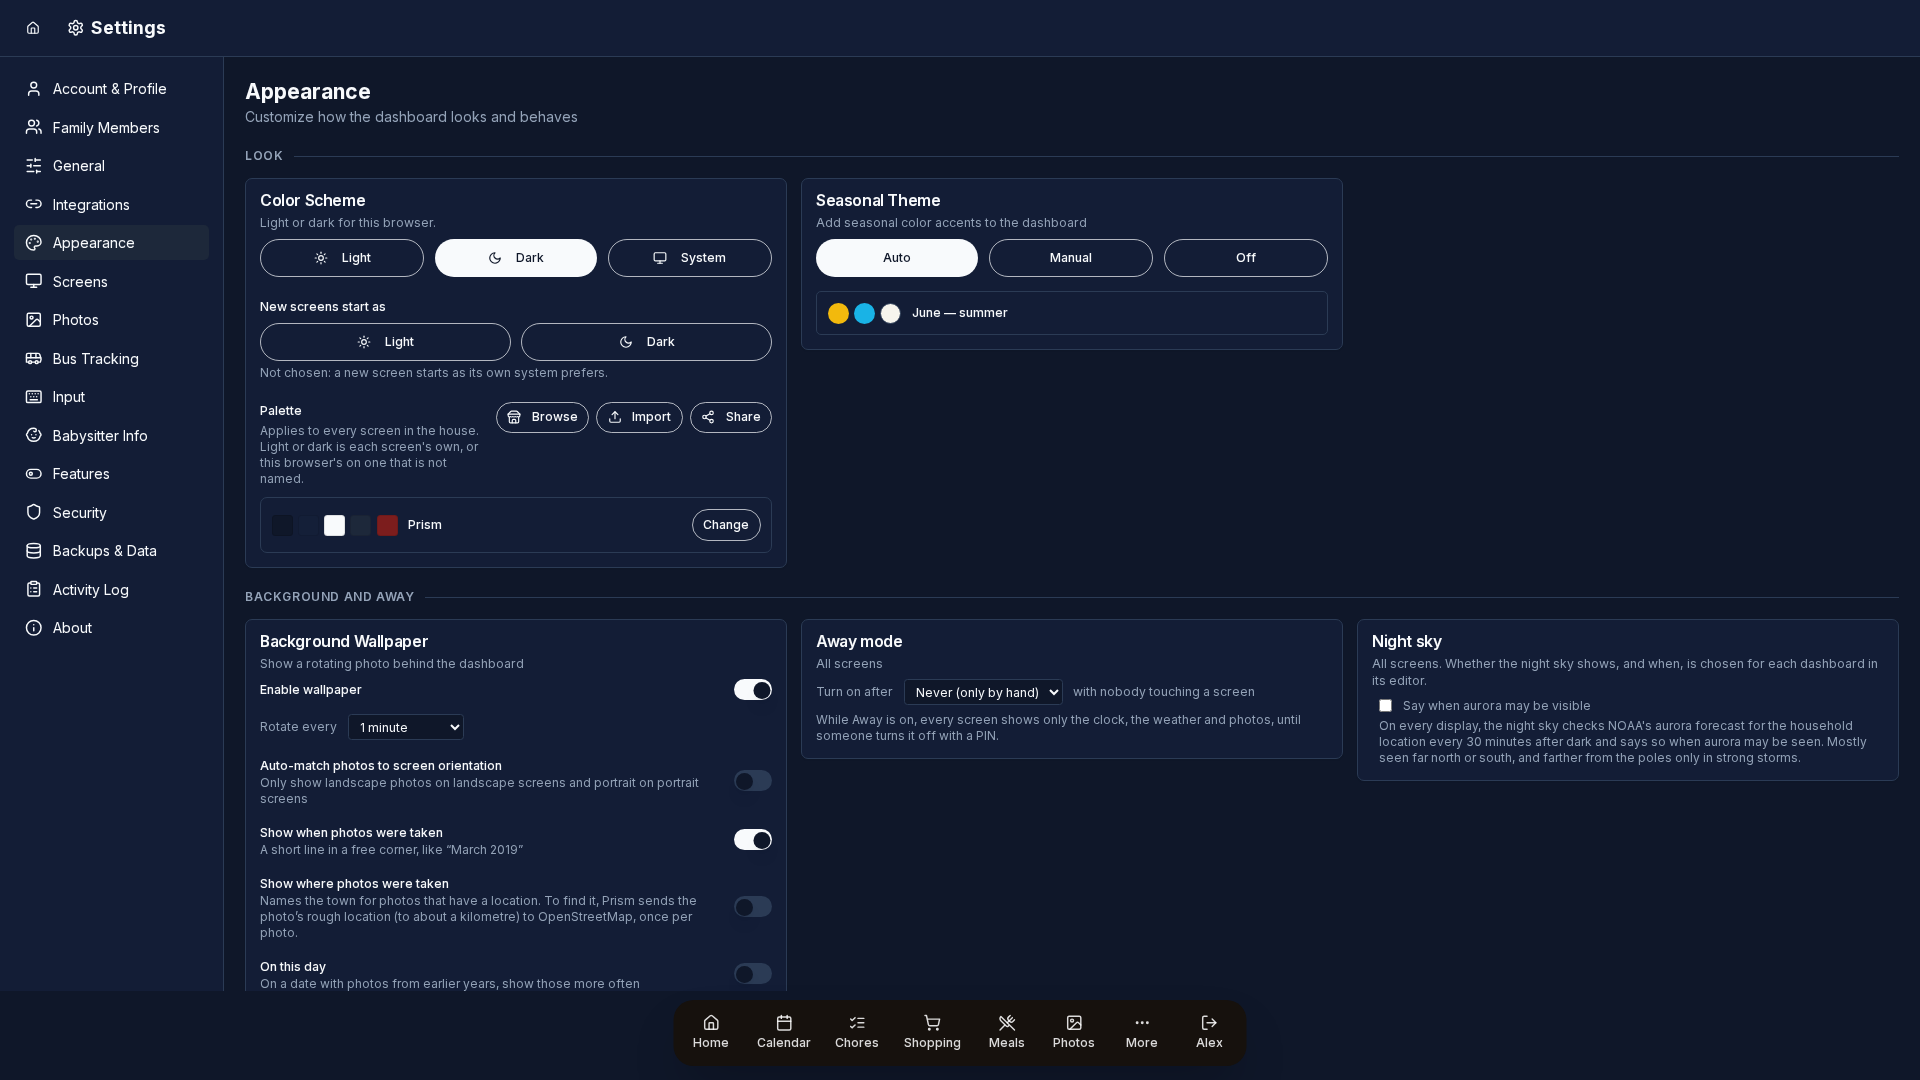 Settings
Account & Profile
Family Members
General
Integrations
Appearance
Screens
Photos
Bus Tracking
Input
Babysitter Info
Features
Security
Backups & Data
Activity Log
About
Appearance
Customize how the dashboard looks and behaves
LOOK
Color Scheme
Light or dark for this browser.
Light
Dark
System
New screens start as
Light
Dark
Not chosen: a new screen starts as its own system prefers.
Palette
Applies to every screen in the house.
Light or dark is each screen's own, or
this browser's on one that is not
named.
Browse
Import
Share
Prism
Change
Seasonal Theme
Add seasonal color accents to the dashboard
Auto
Manual
Off
June — summer
BACKGROUND AND AWAY
Background Wallpaper
Show a rotating photo behind the dashboard
Enable wallpaper
Rotate every
1 minute
Auto-match photos to screen orientation
Only show landscape photos on landscape screens and portrait on portrait
screens
Show when photos were taken
A short line in a free corner, like “March 2019”
Show where photos were taken
Names the town for photos that have a location. To find it, Prism sends the
photo’s rough location (to about a kilometre) to OpenStreetMap, once per
photo.
On this day
On a date with photos from earlier years, show those more often
Away mode
All screens
Turn on after
Never (only by hand)
with nobody touching a screen
While Away is on, every screen shows only the clock, the weather and photos, until
someone turns it off with a PIN.
Night sky
All screens. Whether the night sky shows, and when, is chosen for each dashboard in
its editor.
Say when aurora may be visible
On every display, the night sky checks NOAA's aurora forecast for the household
location every 30 minutes after dark and says so when aurora may be seen. Mostly
seen far north or south, and farther from the poles only in strong storms.
Home
Calendar
Chores
Shopping
Meals
Photos
More
Alex